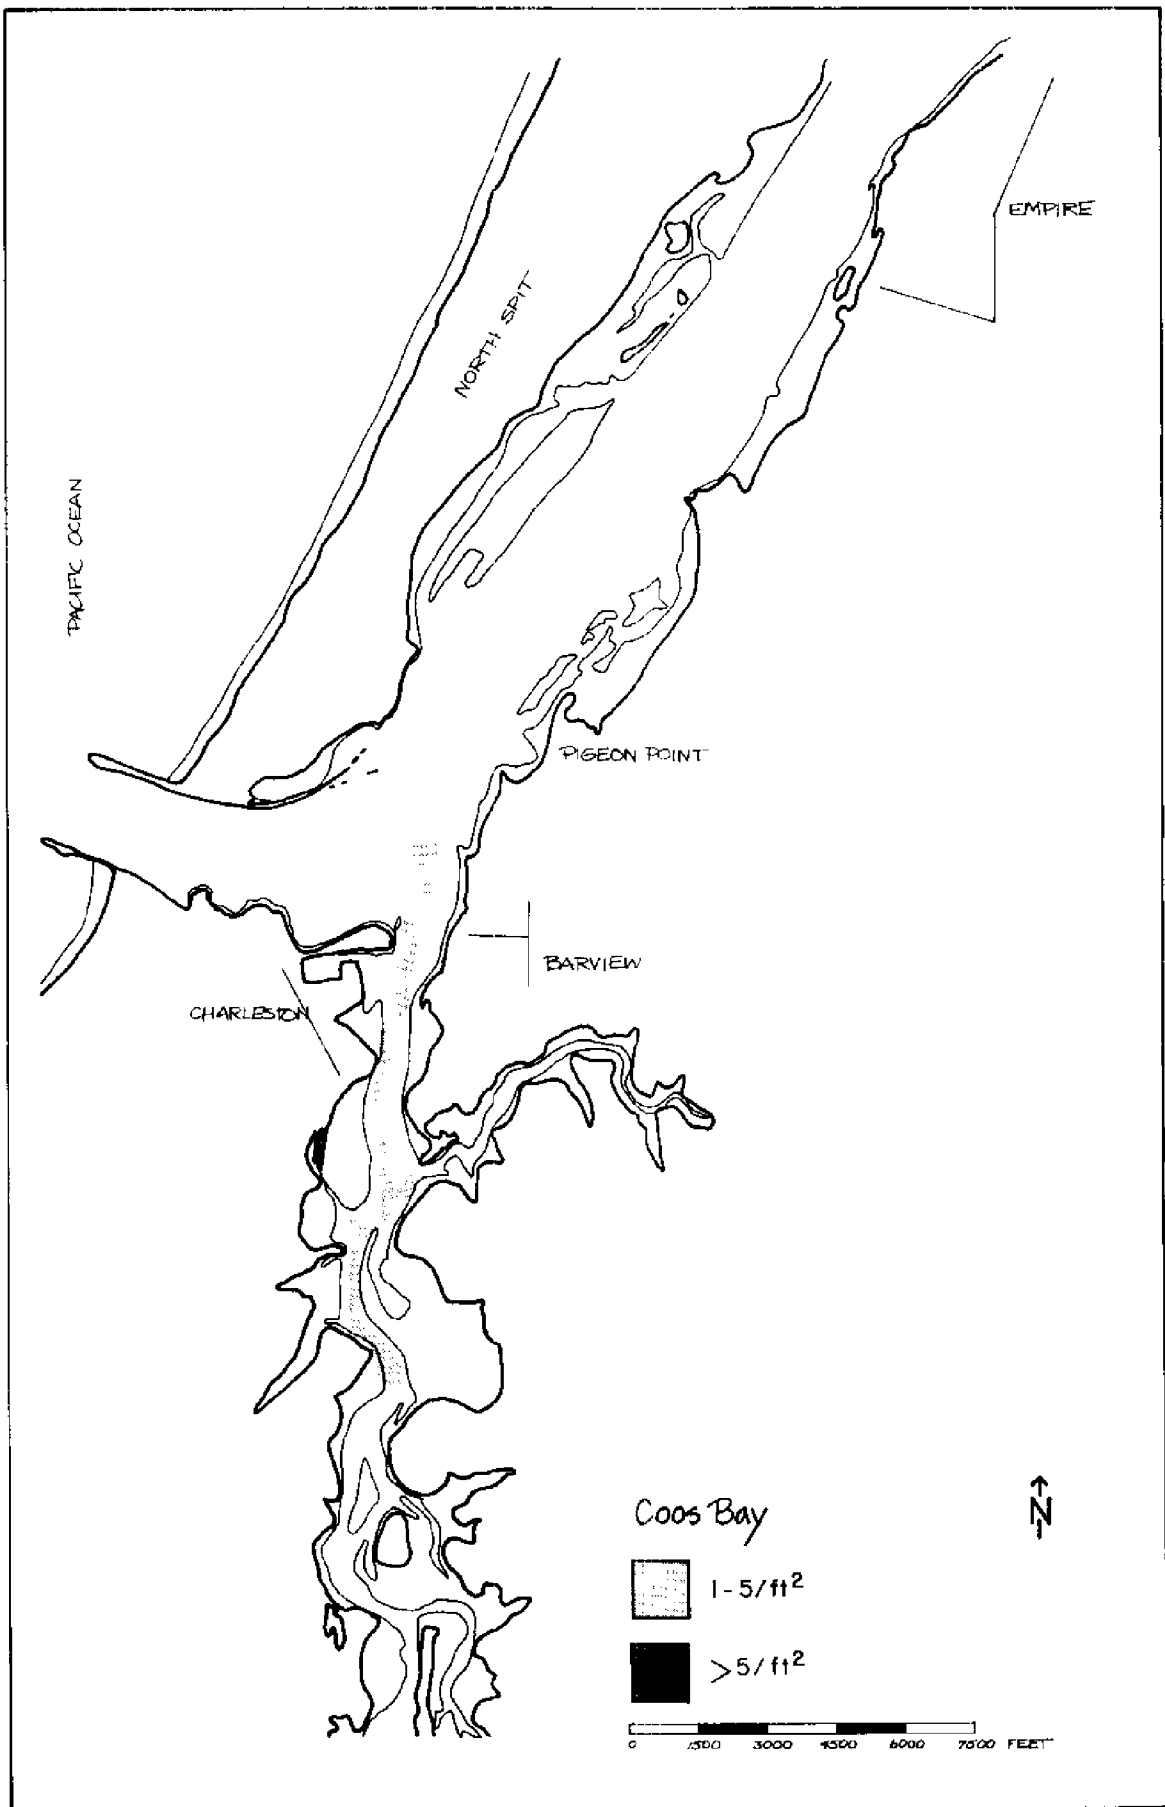 EMPIRE
NORTH SPIT
PACIFIC OCEAN
PIGEON POINT
BARVIEW
CHARLESTON
Coos Bay
N
1-5/ft²
>5/ft²
0 1500 3000 4500 6000 7500 FEET